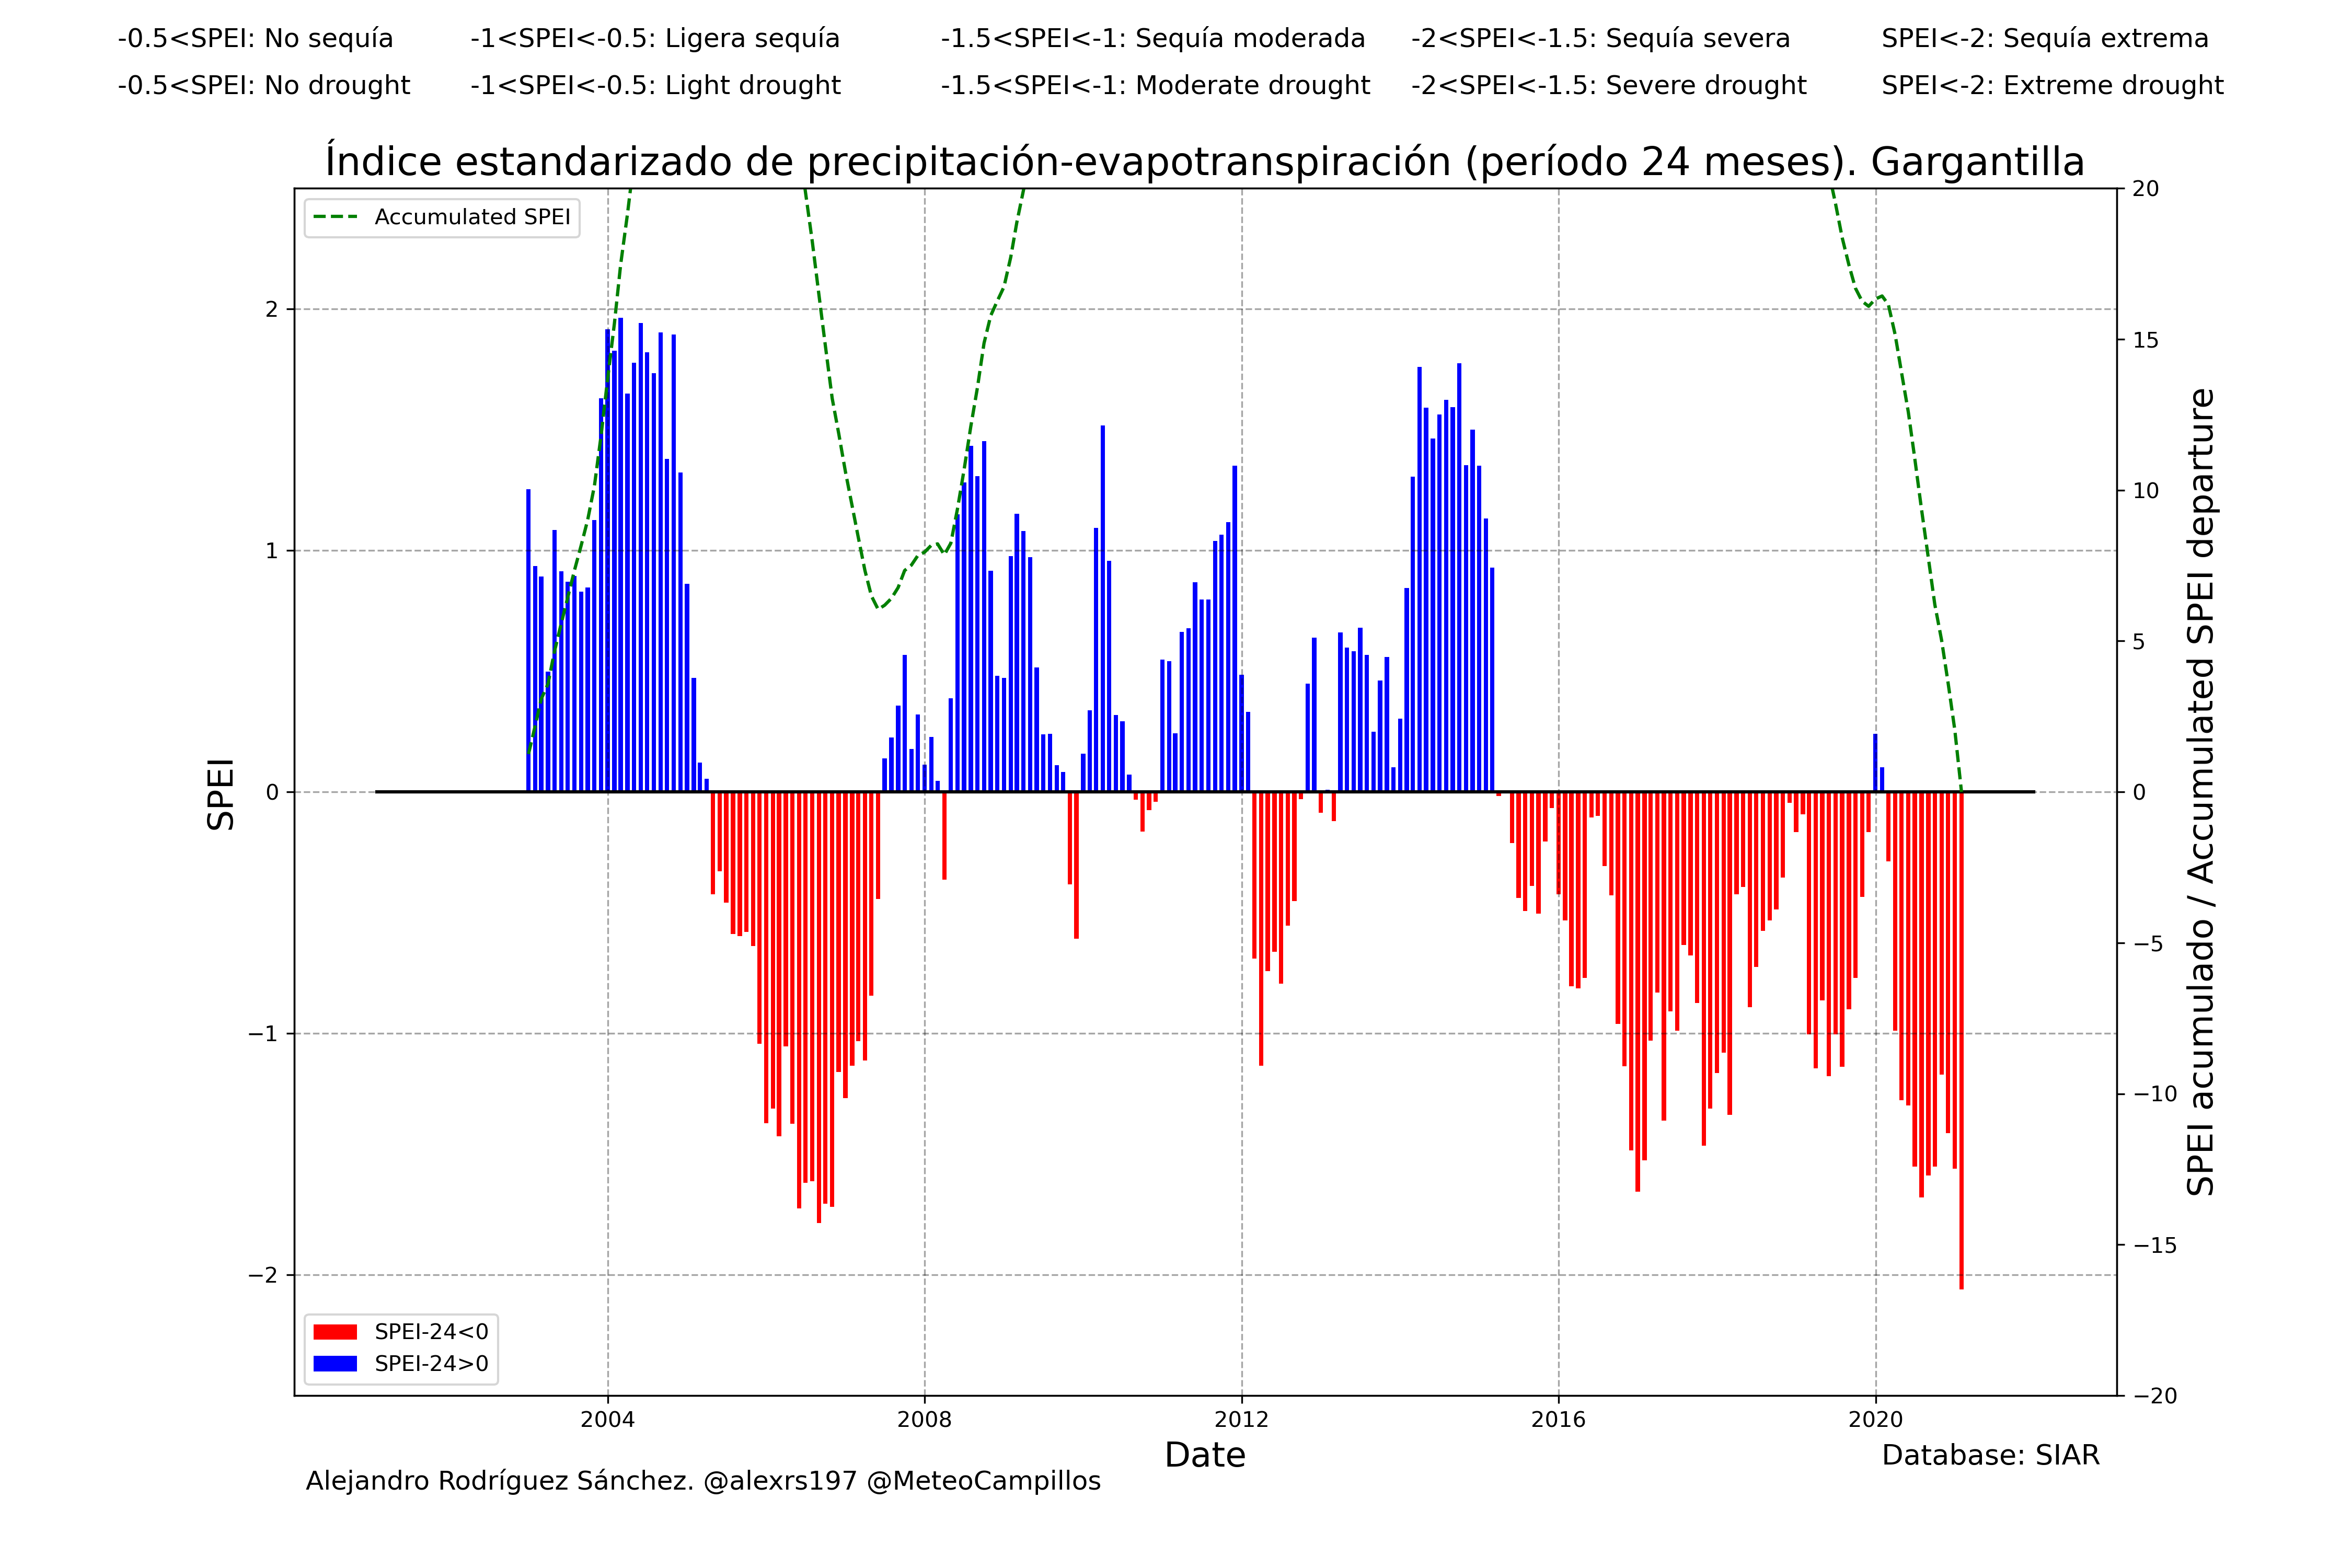 -0.5<SPEI: No sequía -1<SPEI<-0.5: Ligera sequía -1.5<SPEI<-1: Sequía moderada -2<SPEI<-1.5: Sequía severa SPEI<-2: Sequía extrema
-0.5<SPEI: No drought -1<SPEI<-0.5: Light drought -1.5<SPEI<-1: Moderate drought -2<SPEI<-1.5: Severe drought SPEI<-2: Extreme drought
Índice estandarizado de precipitación-evapotranspiración (período 24 meses). Gargantilla
Accumulated SPEI
SPEI
2
1
0
−1
−2
20
15
10
5
0
−5
−10
−15
−20
SPEI acumulado / Accumulated SPEI departure
SPEI-24<0
SPEI-24>0
2004 2008 2012 2016 2020
Date
Database: SIAR
Alejandro Rodríguez Sánchez. @alexrs197 @MeteoCampillos